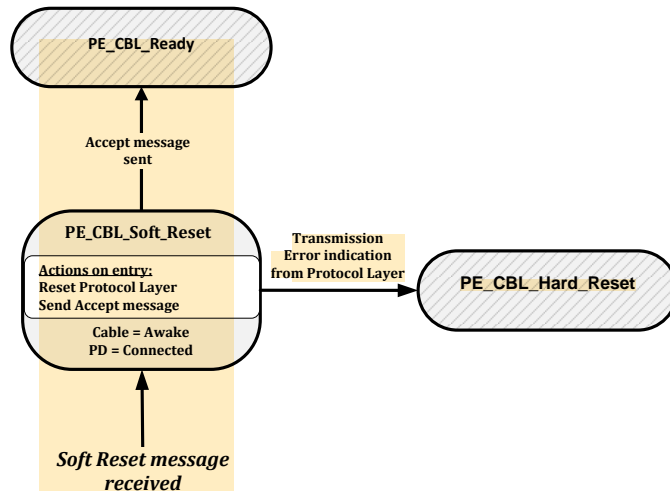 PE_CBL_Ready
Accept message
sent
PE_CBL_Soft_Reset
Actions on entry:
Reset Protocol Layer
Send Accept message
Cable = Awake
PD = Connected
Transmission
Error indication
from Protocol Layer
PE_CBL_Hard_Reset
Soft Reset message
received